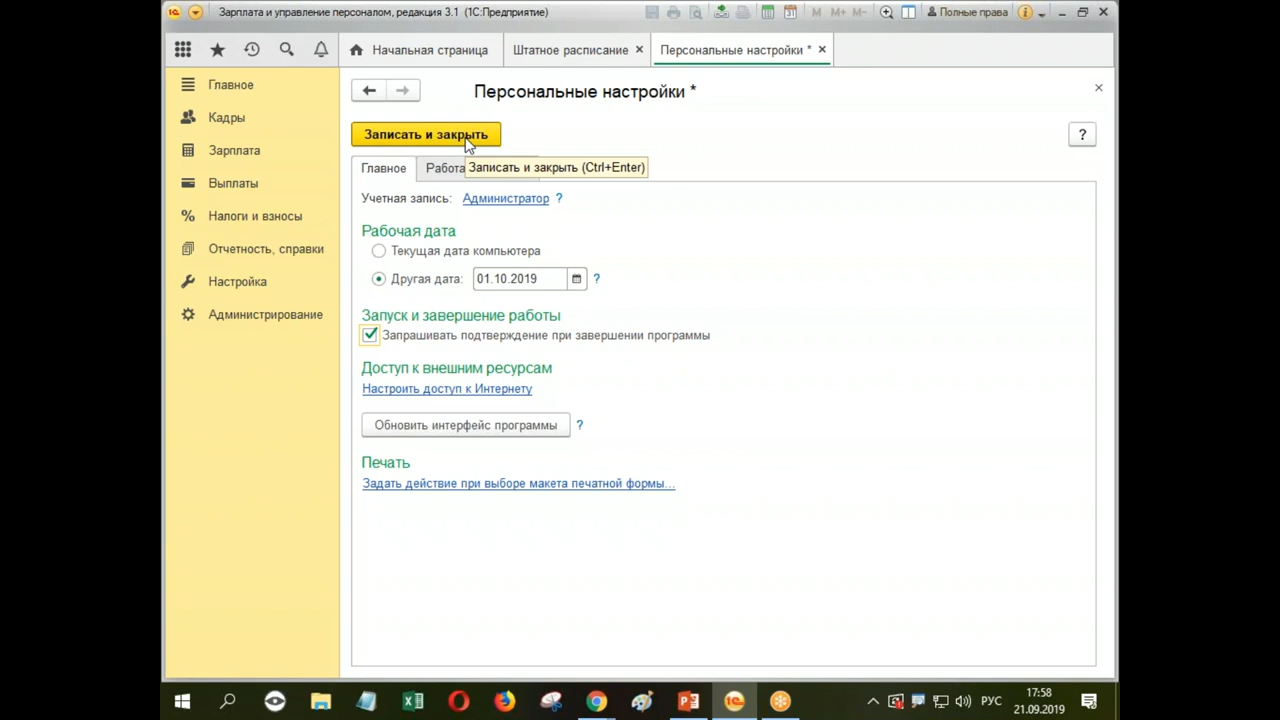 Зарплата и управление персоналом, редакция 3.1 (1С:Предприятие)
M M+ M-
Полные права
Начальная страница
Штатное расписание
Персональные настройки *
Главное
Кадры
Зарплата
Выплаты
Налоги и взносы
Отчетность, справки
Настройка
Администрирование
Персональные настройки *
Записать и закрыть
?
Главное
Работа
Записать и закрыть (Ctrl+Enter)
Учетная запись: Администратор ?
Рабочая дата
Текущая дата компьютера
Другая дата: 01.10.2019 ?
Запуск и завершение работы
Запрашивать подтверждение при завершении программы
Доступ к внешним ресурсам
Настроить доступ к Интернету
Обновить интерфейс программы ?
Печать
Задать действие при выборе макета печатной формы...
РУС
17:58
21.09.2019